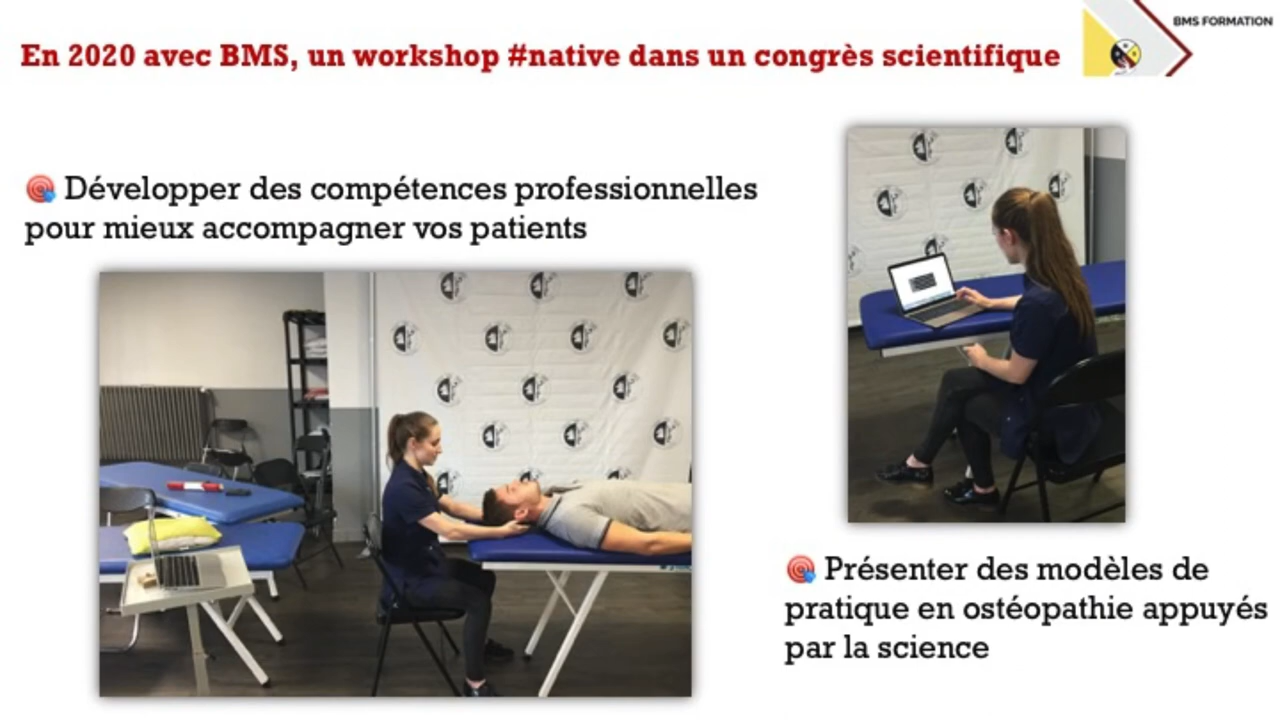 En 2020 avec BMS, un workshop #native dans un congrès scientifique
BMS FORMATION
Développer des compétences professionnelles
pour mieux accompagner vos patients
Présenter des modèles de
pratique en ostéopathie appuyés
par la science